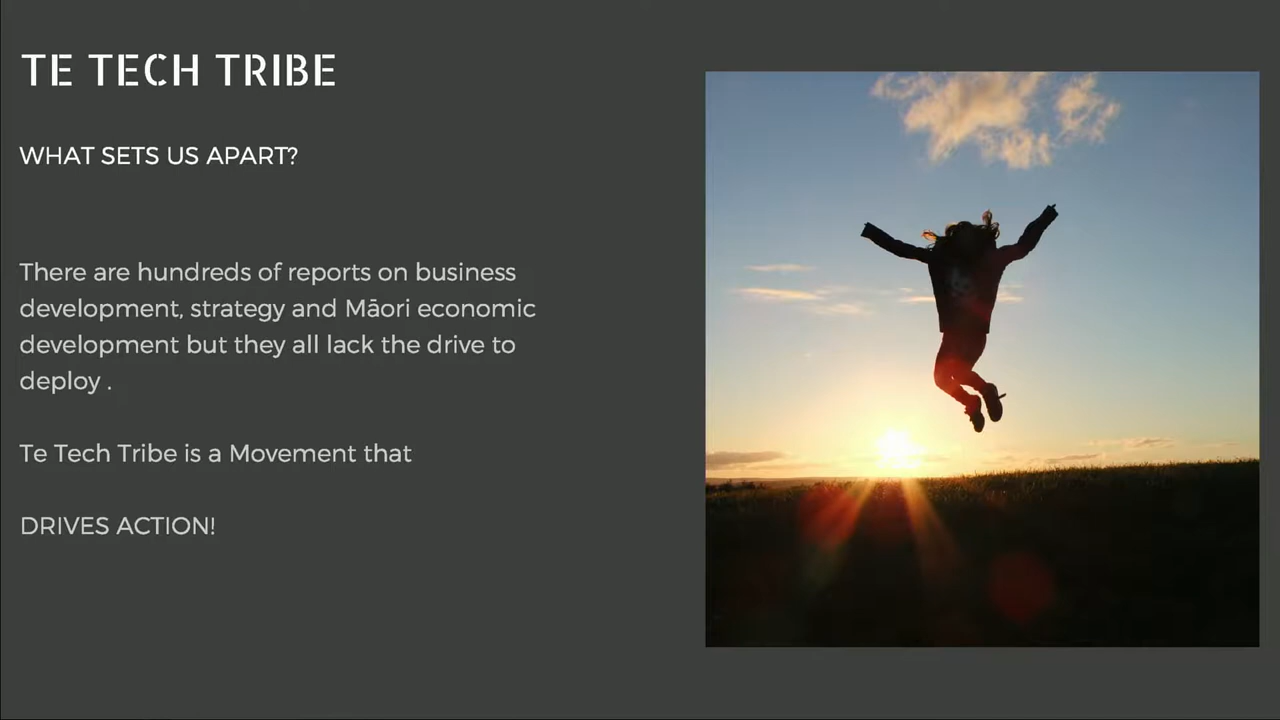 TE TECH TRIBE
WHAT SETS US APART?
There are hundreds of reports on business
development, strategy and Māori economic
development but they all lack the drive to
deploy .
Te Tech Tribe is a Movement that
DRIVES ACTION!